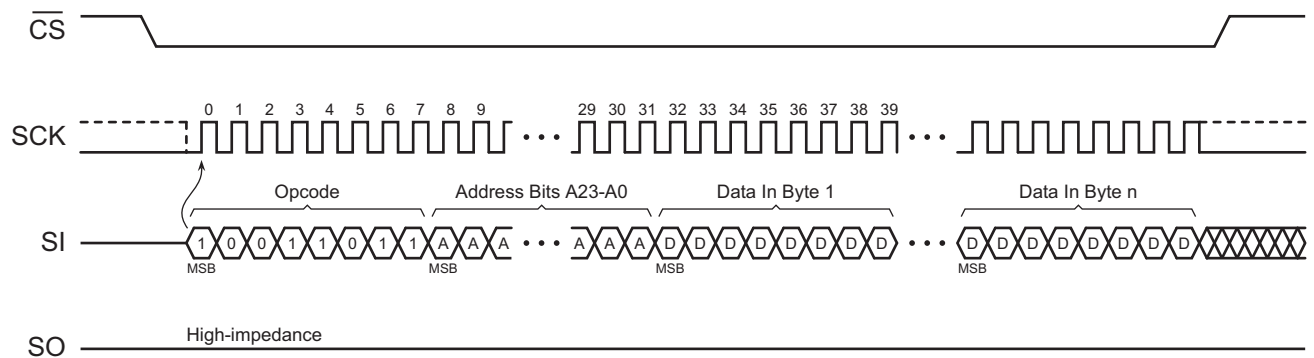 CS
0 1 2 3 4 5 6 7 8 9 29 30 31 32 33 34 35 36 37 38 39
SCK
Opcode Address Bits A23-A0 Data In Byte 1 Data In Byte n
SI 1 0 0 1 1 0 1 1 A A A A A A D D D D D D D D D D D D D D D D
MSB MSB MSB MSB
High-impedance
SO